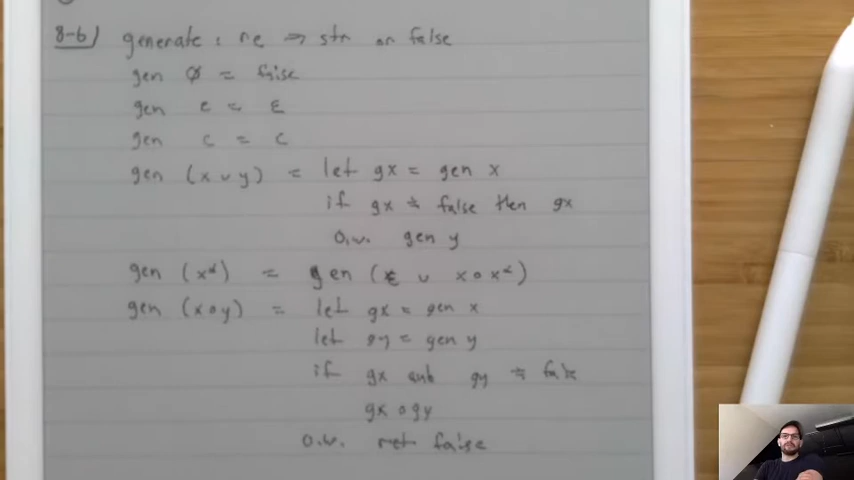 8-6/ generate : re => str or false
gen ∅ = false
gen ε = ε
gen c = c
gen (x ∪ y) = let gx = gen x
if gx ≠ false then gx
o.w. gen y
gen (x*) = gen (ε ∪ x ∘ x*)
gen (x ∘ y) = let gx = gen x
let gy = gen y
if gx and gy ≠ false
gx ∘ gy
o.w. ret false